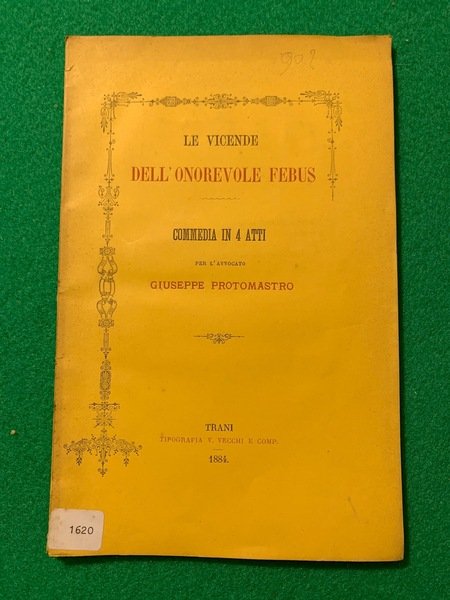 LE VICENDE
DELL'ONOREVOLE FEBUS
COMMEDIA IN 4 ATTI
PER L'AVVOCATO
GIUSEPPE PROTOMASTRO
TRANI
TIPOGRAFIA V. VECCHI E COMP.
1884.
1620